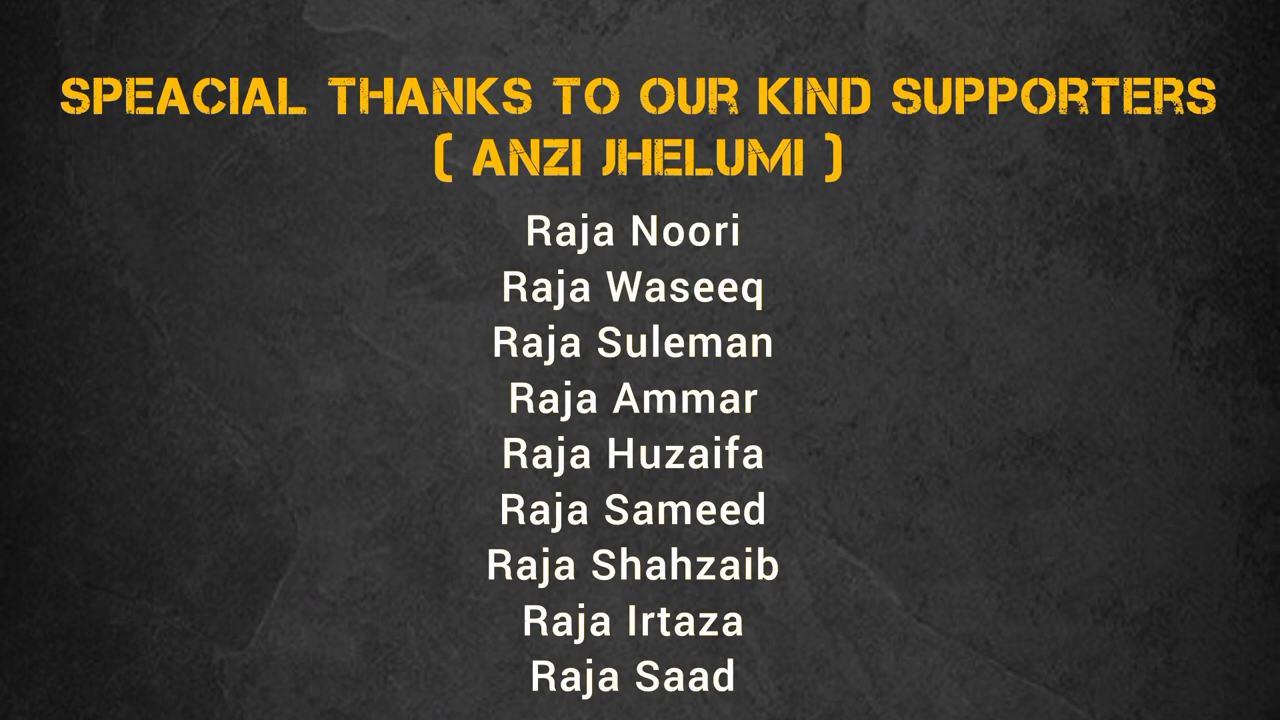 SPEACIAL THANKS TO OUR KIND SUPPORTERS
( ANZI JHELUMI )
Raja Noori
Raja Waseeq
Raja Suleman
Raja Ammar
Raja Huzaifa
Raja Sameed
Raja Shahzaib
Raja Irtaza
Raja Saad